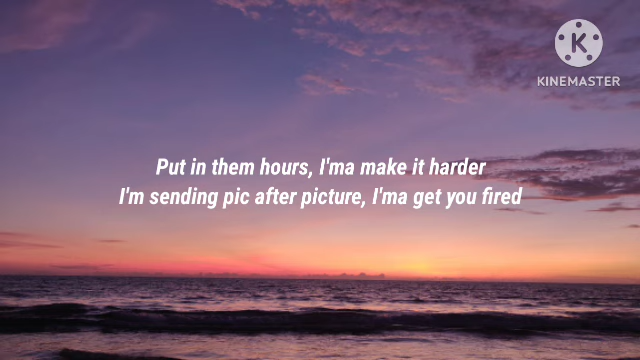 K
KINEMASTER
Put in them hours, I'ma make it harder
I'm sending pic after picture, I'ma get you fired